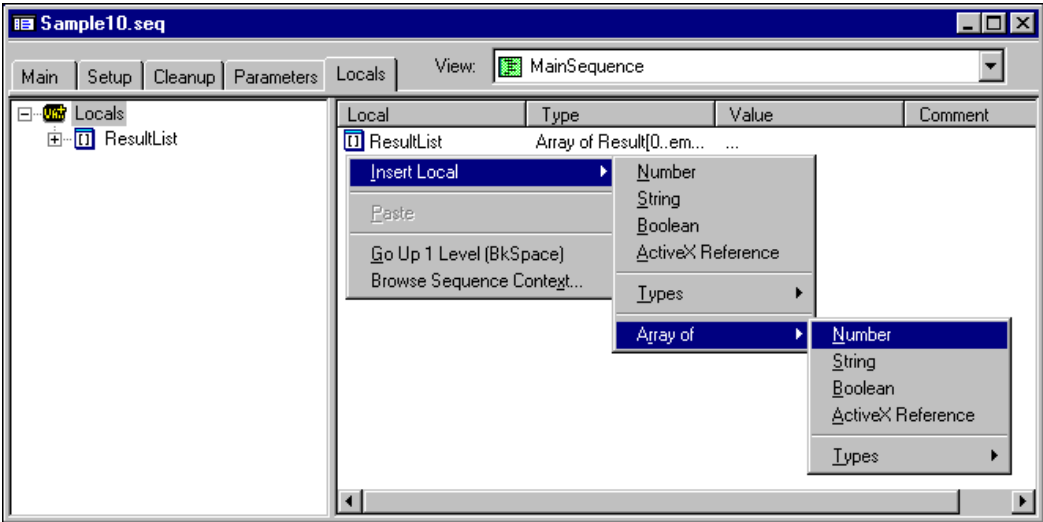 Sample10.seq
Main Setup Cleanup Parameters Locals View: MainSequence
Locals
ResultList
Local Type Value Comment
ResultList Array of Result[0..em... ...
Insert Local
Paste
Go Up 1 Level (BkSpace)
Browse Sequence Context...
Number
String
Boolean
ActiveX Reference
Types
Array of
Number
String
Boolean
ActiveX Reference
Types